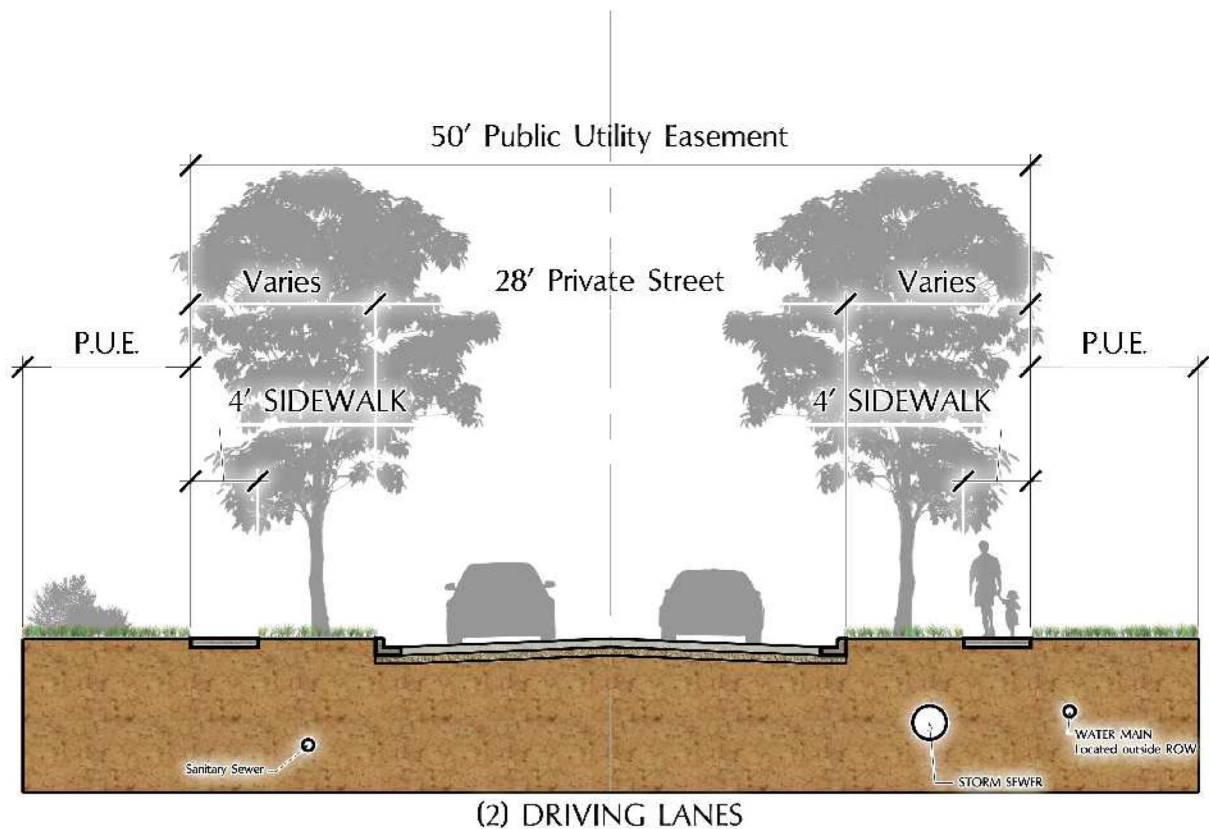 50' Public Utility Easement
Varies
28' Private Street
Varies
P.U.E.
P.U.E.
4' SIDEWALK
4' SIDEWALK
Sanitary Sewer
WATER MAIN
Located outside ROW
STORM SEWER
(2) DRIVING LANES